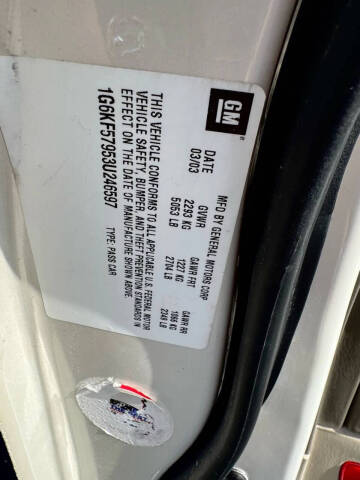 GM
MFD BY GENERAL MOTORS CORP
DATE GVWR GAWR FRT GAWR RR
03/03 2293 KG 1227 KG 1066 KG
5053 LB 2704 LB 2349 LB
THIS VEHICLE CONFORMS TO ALL APPLICABLE U.S. FEDERAL MOTOR
VEHICLE SAFETY, BUMPER, AND THEFT PREVENTION STANDARDS IN
EFFECT ON THE DATE OF MANUFACTURE SHOWN ABOVE.
1G6KF57953U246597 TYPE: PASS CAR